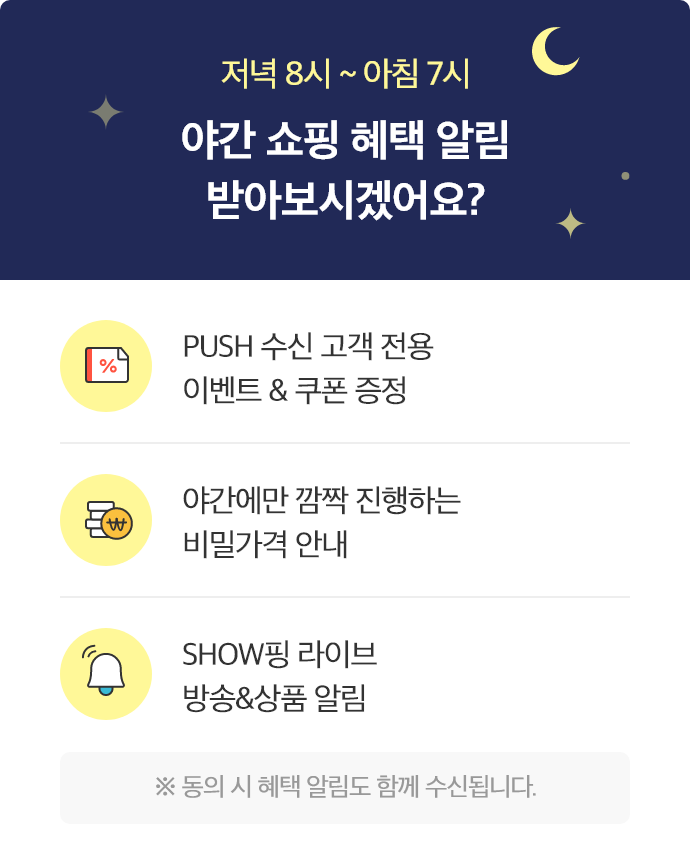 저녁 8시 ~ 아침 7시
야간 쇼핑 혜택 알림
받아보시겠어요?
%
PUSH 수신 고객 전용
이벤트 & 쿠폰 증정
₩
야간에만 깜짝 진행하는
비밀가격 안내
SHOW핑 라이브
방송&상품 알림
※ 동의 시 혜택 알림도 함께 수신됩니다.